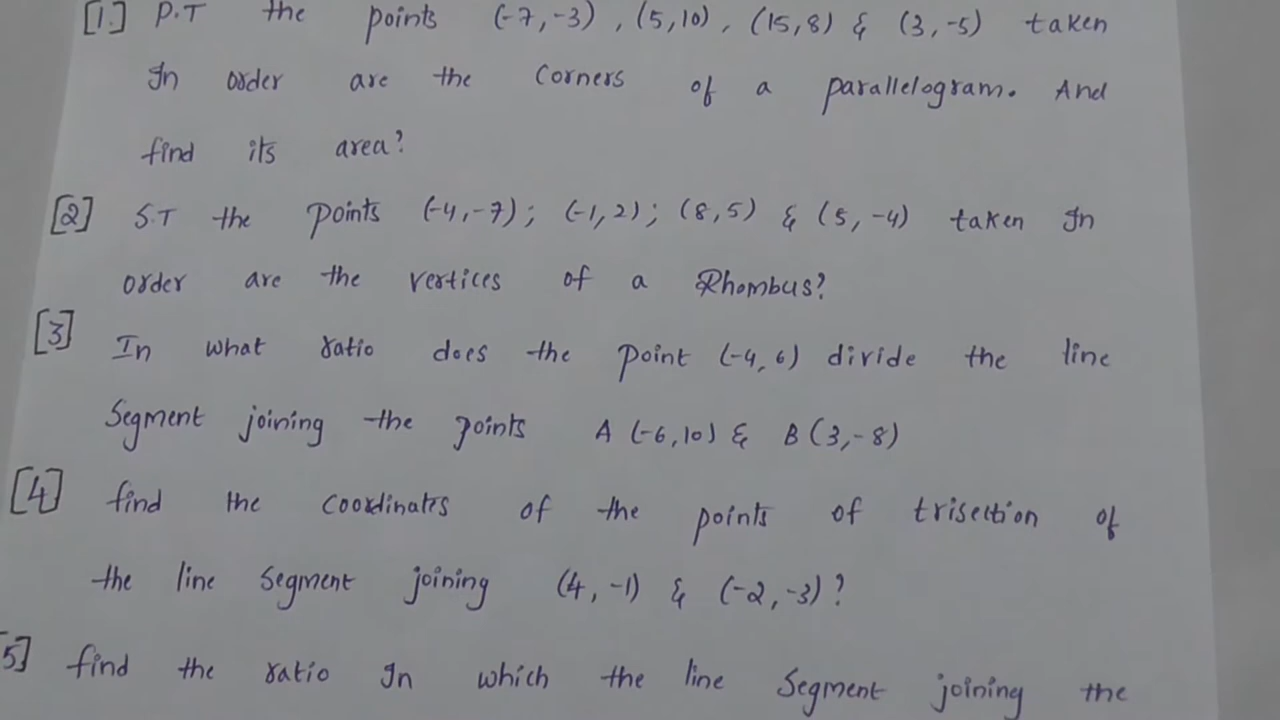 [1.] P.T the points (-7,-3), (5,10), (15,8) & (3,-5) taken
In order are the corners of a parallelogram. And
find its area?
[2] S.T the points (-4,-7); (-1,2); (8,5) & (5,-4) taken In
order are the vertices of a Rhombus?
[3] In what ratio does the point (-4,6) divide the line
Segment joining the points A (-6,10) & B(3,-8)
[4] find the coordinates of the points of trisection of
the line segment joining (4,-1) & (-2,-3)?
5] find the ratio In which the line segment joining the